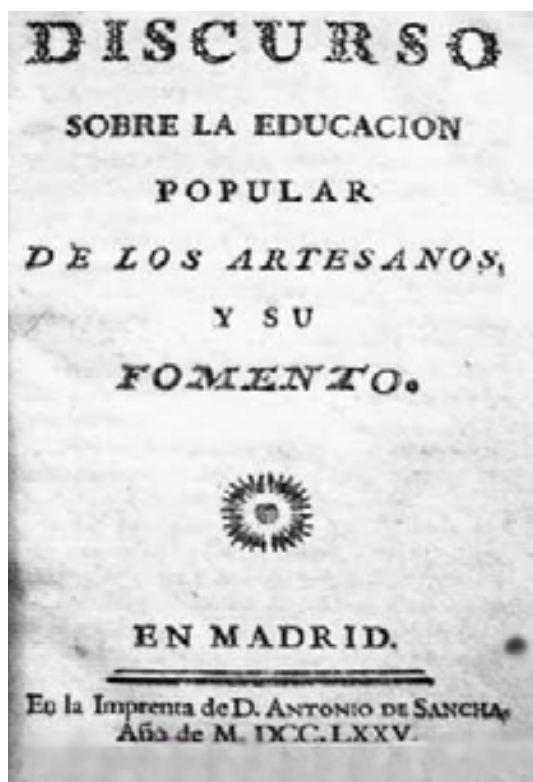 DISCURSO
SOBRE LA EDUCACION
POPULAR
DE LOS ARTESANOS,
Y SU
FOMENTO.
EN MADRID.
En la Imprenta de D. ANTONIO DE SANCHA,
Año de M. DCC. LXXV.